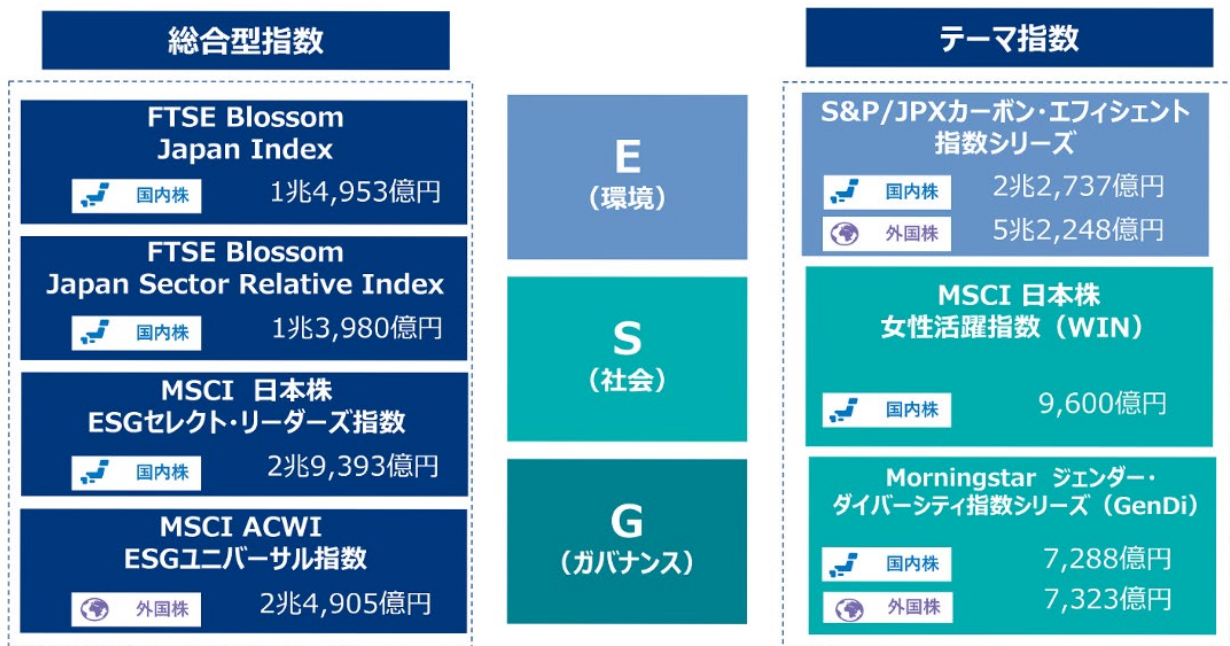 総合型指数
FTSE Blossom
Japan Index
国内株 1兆4,953億円
FTSE Blossom
Japan Sector Relative Index
国内株 1兆3,980億円
MSCI 日本株
ESGセレクト・リーダーズ指数
国内株 2兆9,393億円
MSCI ACWI
ESGユニバーサル指数
外国株 2兆4,905億円
E
(環境)
S
(社会)
G
(ガバナンス)
テーマ指数
S&P/JPXカーボン・エフィシェント
指数シリーズ
国内株 2兆2,737億円
外国株 5兆2,248億円
MSCI 日本株
女性活躍指数（WIN）
国内株 9,600億円
Morningstar ジェンダー・
ダイバーシティ指数シリーズ（GenDi）
国内株 7,288億円
外国株 7,323億円